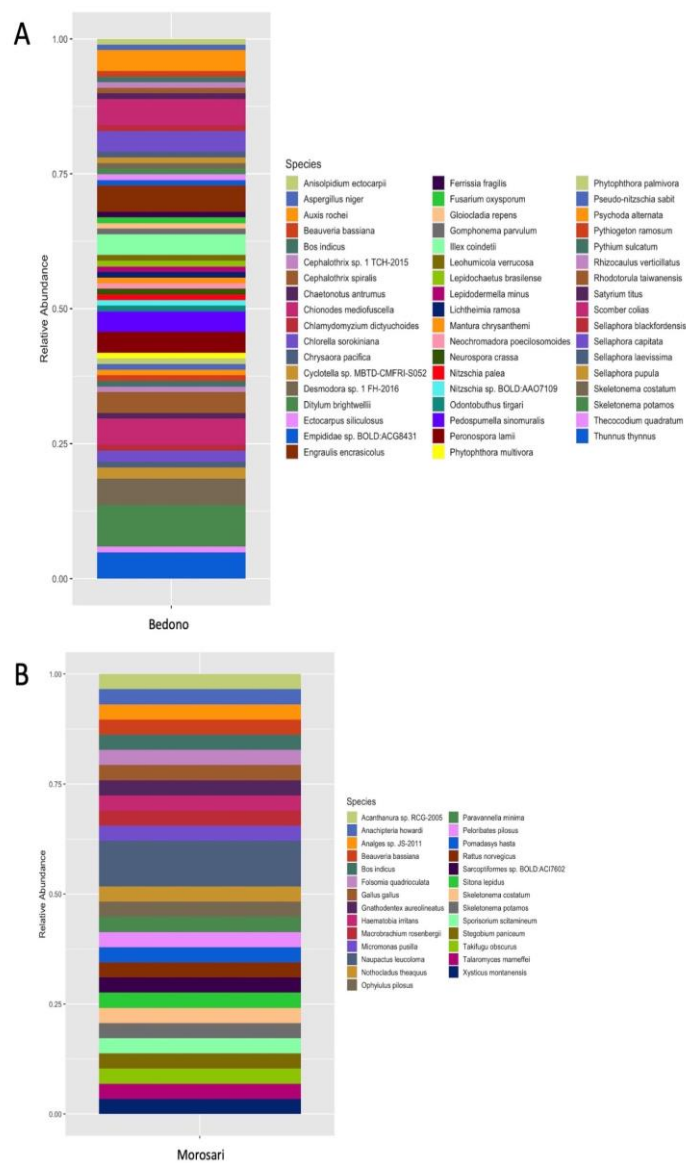 A
Relative Abundance
1.00
0.75
0.50
0.25
0.00
Bedono
Species
Anisolpidium ectocarpii
Aspergillus niger
Auxis rochei
Beauveria bassiana
Bos indicus
Cephalothrix sp. 1 TCH-2015
Cephalothrix spiralis
Chaetonotus antrumus
Chionodes mediofuscella
Chlamydomyzium dictyuchoides
Chlorella sorokiniana
Chrysaora pacifica
Cyclotella sp. MBTD-CMFRI-S052
Desmodora sp. 1 FH-2016
Ditylum brightwellii
Ectocarpus siliculosus
Empididae sp. BOLD:ACG8431
Engraulis encrasicolus
Ferrissia fragilis
Fusarium oxysporum
Gloiocladia repens
Gomphonema parvulum
Illex coindetii
Leohumicola verrucosa
Lepidochaetus brasilense
Lepidodermella minus
Lichtheimia ramosa
Mantura chrysanthemi
Neochromadora poecilosomoides
Neurospora crassa
Nitzschia palea
Nitzschia sp. BOLD:AAO7109
Odontobuthus tirgari
Pedospumella sinomuralis
Peronospora lamii
Phytophthora multivora
Phytophthora palmivora
Pseudo-nitzschia sabit
Psychoda alternata
Pythiogeton ramosum
Pythium sulcatum
Rhizocaulus verticillatus
Rhodotorula taiwanensis
Satyrium titus
Scomber colias
Sellaphora blackfordensis
Sellaphora capitata
Sellaphora laevissima
Sellaphora pupula
Skeletonema costatum
Skeletonema potamos
Thecocodium quadratum
Thunnus thynnus
B
Relative Abundance
1.00
0.75
0.50
0.25
0.00
Morosari
Species
Acanthanura sp. RCG-2005
Anachipteria howardi
Analges sp. JS-2011
Beauveria bassiana
Bos indicus
Folsomia quadrioculata
Gallus gallus
Gnathodentex aureolineatus
Haematobia irritans
Macrobrachium rosenbergii
Micromonas pusilla
Naupactus leucoloma
Nothocladus theaquus
Ophyiulus pilosus
Paravannella minima
Peloribates pilosus
Pomadasys hasta
Rattus norvegicus
Sarcoptiformes sp. BOLD:ACI7602
Sitona lepidus
Skeletonema costatum
Skeletonema potamos
Sporisorium scitamineum
Stegobium paniceum
Takifugu obscurus
Talaromyces marneffei
Xysticus montanensis